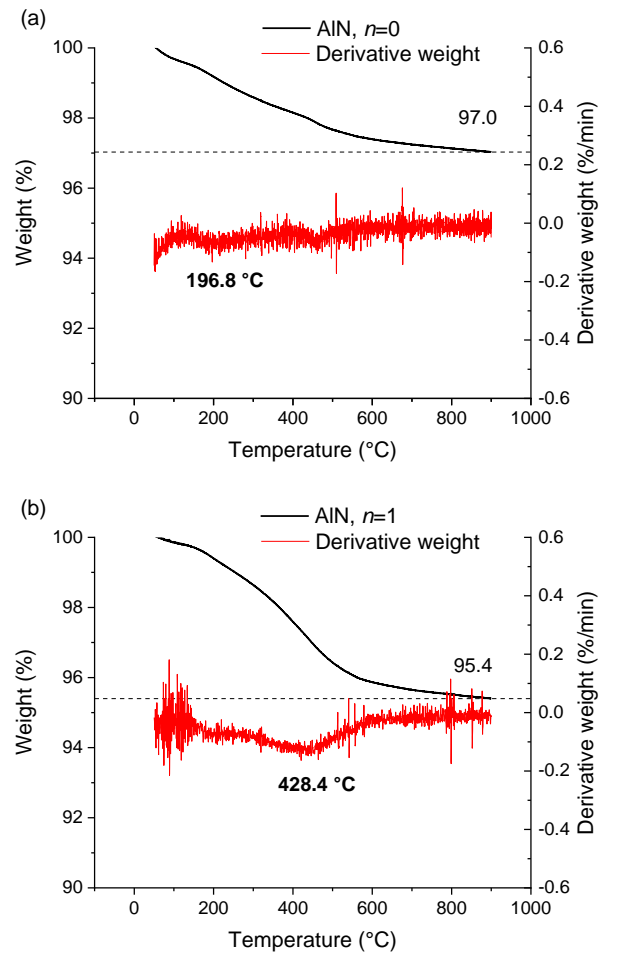 (a)
AlN, n=0
Derivative weight
100
98
96
94
92
90
Weight (%)
97.0
196.8 °C
0.6
0.4
0.2
0.0
-0.2
-0.4
-0.6
Derivative weight (%/min)
0 200 400 600 800 1000
Temperature (°C)
(b)
AlN, n=1
Derivative weight
100
98
96
94
92
90
Weight (%)
95.4
428.4 °C
0.6
0.4
0.2
0.0
-0.2
-0.4
-0.6
Derivative weight (%/min)
0 200 400 600 800 1000
Temperature (°C)